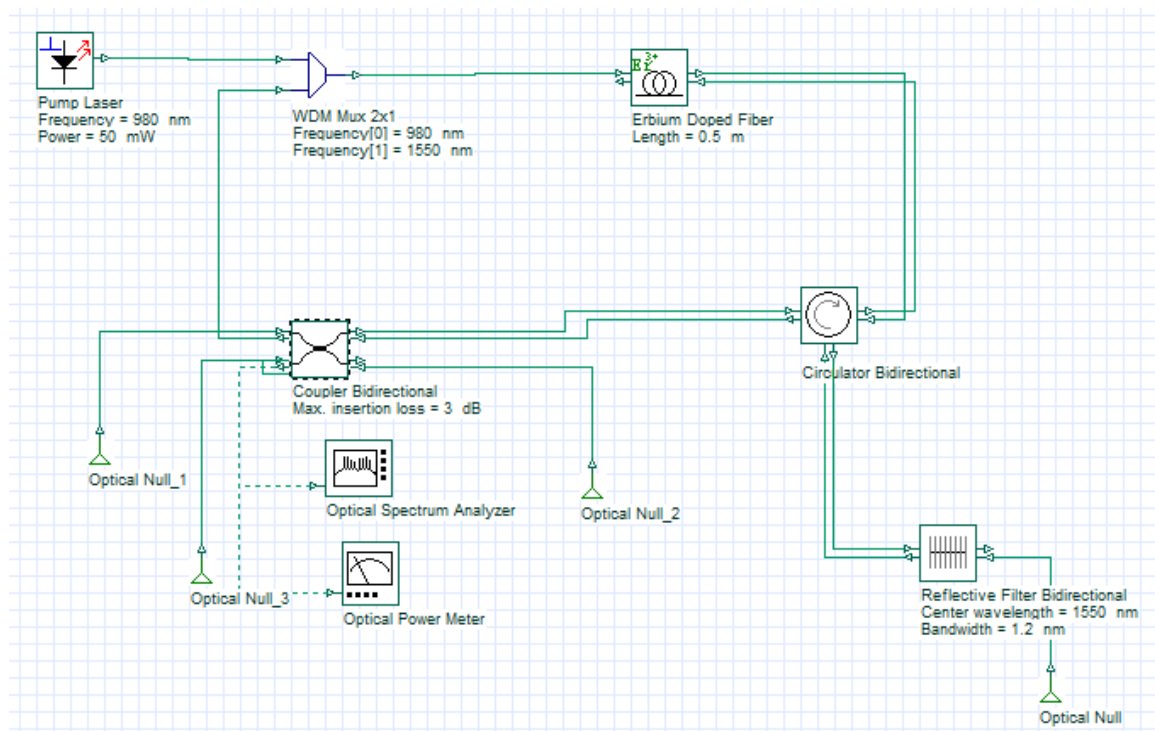 Er 3+
Pump Laser
Frequency = 980 nm
Power = 50 mW
WDM Mux 2x1
Frequency[0] = 980 nm
Frequency[1] = 1550 nm
Erbium Doped Fiber
Length = 0.5 m
Circulator Bidirectional
Coupler Bidirectional
Max. insertion loss = 3 dB
Optical Null_1
Optical Spectrum Analyzer
Optical Null_2
Optical Null_3
Optical Power Meter
Reflective Filter Bidirectional
Center wavelength = 1550 nm
Bandwidth = 1.2 nm
Optical Null